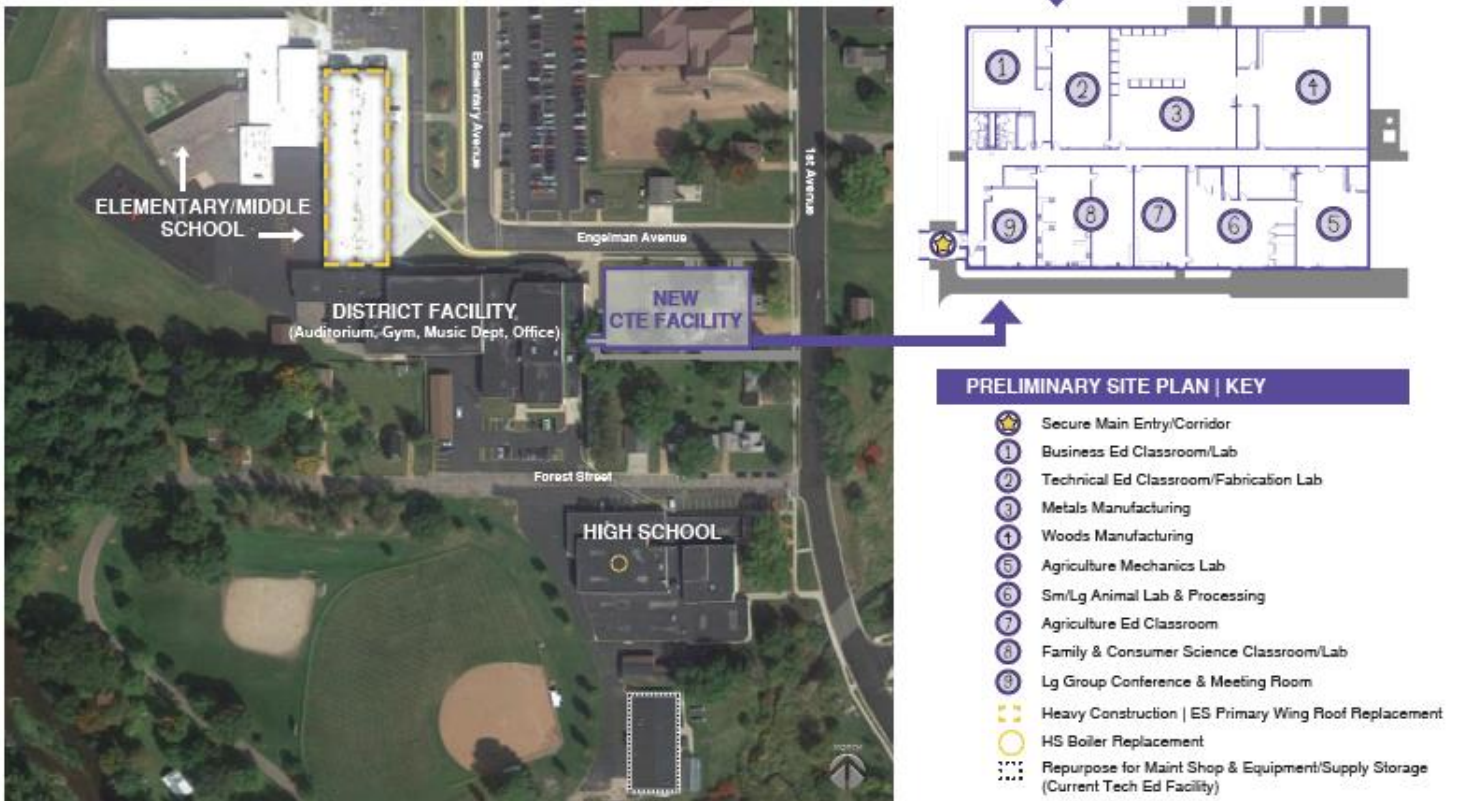 Elementary Avenue
1st Avenue
ELEMENTARY/MIDDLE
SCHOOL
Engelman Avenue
DISTRICT FACILITY
(Auditorium, Gym, Music Dept, Office)
NEW
CTE FACILITY
Forest Street
HIGH SCHOOL
NORTH
1
2
3
4
9
8
7
6
5
PRELIMINARY SITE PLAN | KEY
Secure Main Entry/Corridor
1 Business Ed Classroom/Lab
2 Technical Ed Classroom/Fabrication Lab
3 Metals Manufacturing
4 Woods Manufacturing
5 Agriculture Mechanics Lab
6 Sm/Lg Animal Lab & Processing
7 Agriculture Ed Classroom
8 Family & Consumer Science Classroom/Lab
9 Lg Group Conference & Meeting Room
Heavy Construction | ES Primary Wing Roof Replacement
HS Boiler Replacement
Repurpose for Maint Shop & Equipment/Supply Storage
(Current Tech Ed Facility)